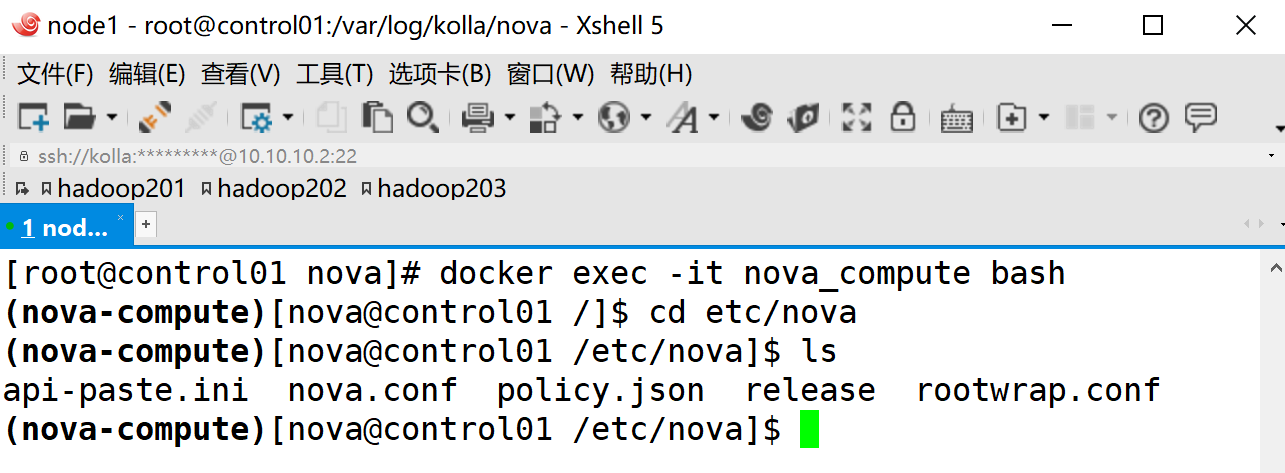 node1 - root@control01:/var/log/kolla/nova - Xshell 5
文件(F) 编辑(E) 查看(V) 工具(T) 选项卡(B) 窗口(W) 帮助(H)
ssh://kolla:*********@10.10.10.2:22
hadoop201 hadoop202 hadoop203
1 nod... × +
[root@control01 nova]# docker exec -it nova_compute bash
(nova-compute)[nova@control01 /]$ cd etc/nova
(nova-compute)[nova@control01 /etc/nova]$ ls
api-paste.ini  nova.conf  policy.json  release  rootwrap.conf
(nova-compute)[nova@control01 /etc/nova]$